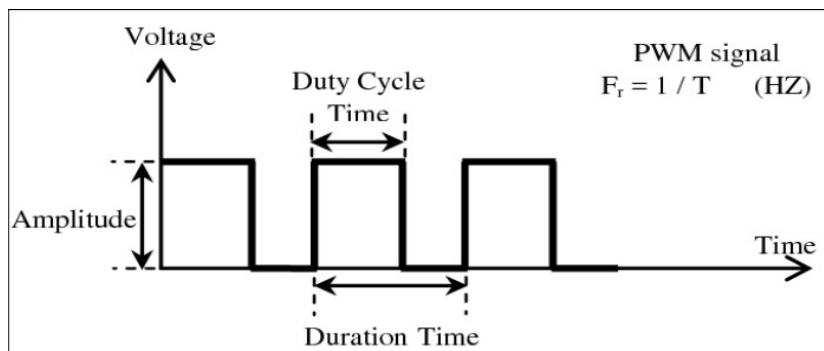 Voltage
PWM signal
Fᵣ = 1 / T (HZ)
Duty Cycle
Time
Amplitude
Time
Duration Time